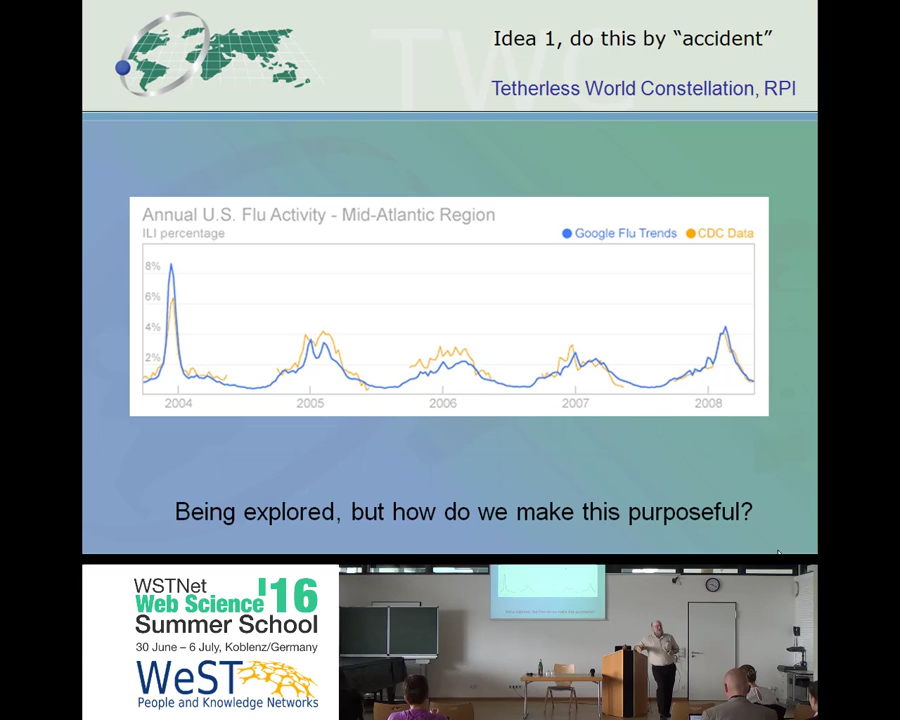 TWC
Idea 1, do this by “accident”
Tetherless World Constellation, RPI
Annual U.S. Flu Activity - Mid-Atlantic Region
ILI percentage
Google Flu Trends
CDC Data
8%
6%
4%
2%
2004
2005
2006
2007
2008
Being explored, but how do we make this purposeful?
WSTNet
Web Science '16
Summer School
30 June – 6 July, Koblenz/Germany
WeST
People and Knowledge Networks